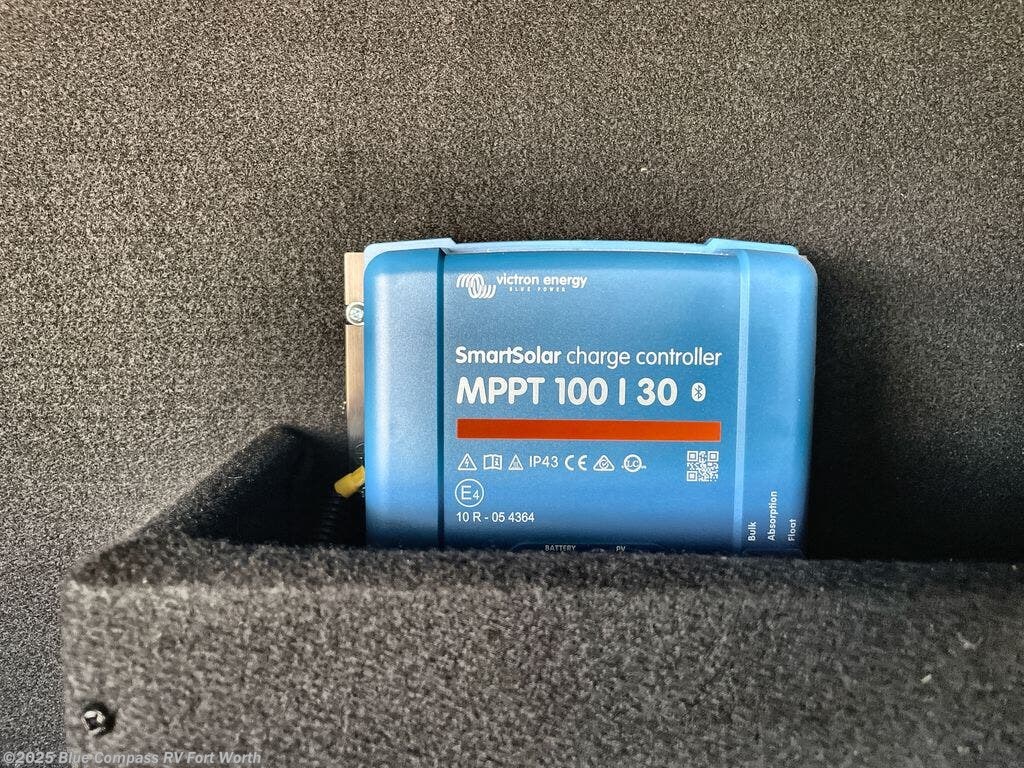 victron energy
BLUE POWER
SmartSolar charge controller
MPPT 100 | 30
IP43 CE
E4
10 R - 05 4364
Bulk
Absorption
Float
BATTERY PV
©2025 Blue Compass RV Fort Worth